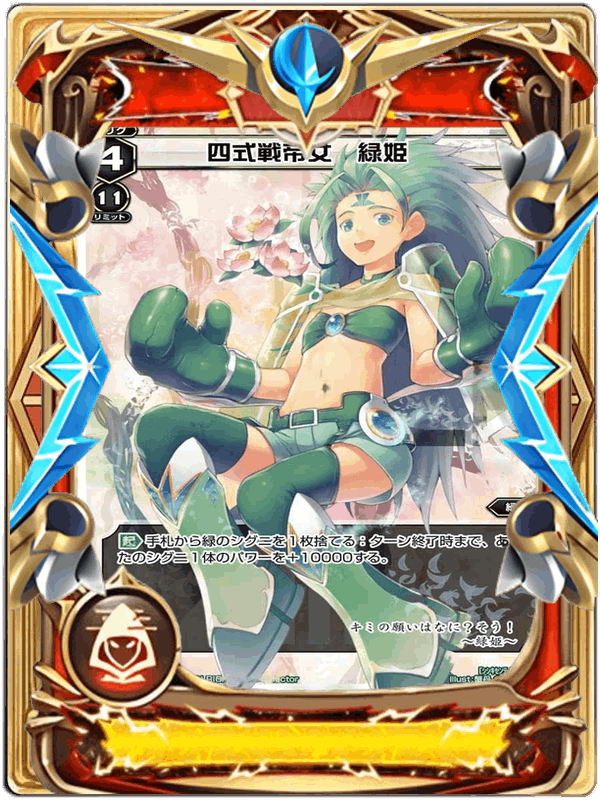 4
四式戦帝女 緑姫
11
リミット
起 手札から緑のシグニを1枚捨てる：ターン終了時まで、あ
たのシグニ1体のパワーを＋10000する。
キミの願いはなに？そう！
～緑姫～
ctor
Illust: